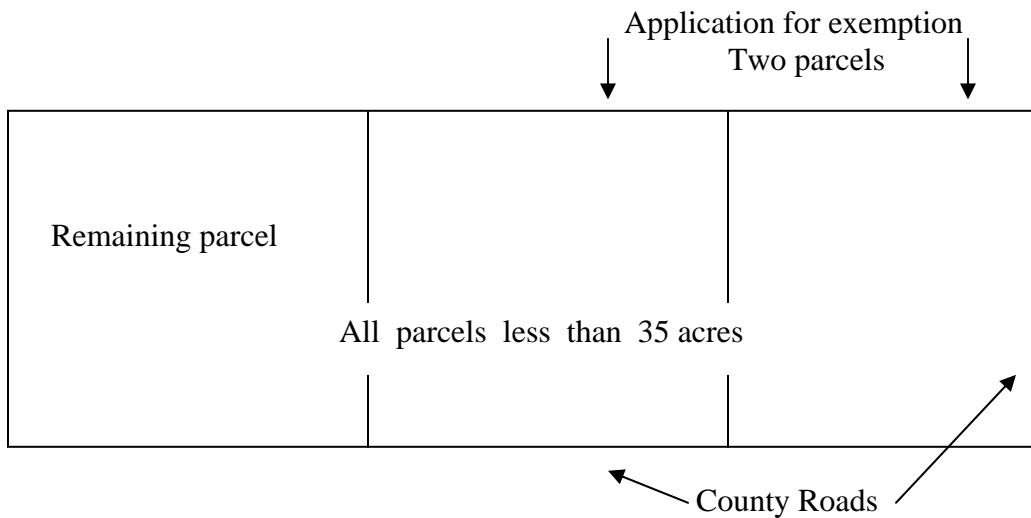 Application for exemption
Two parcels
Remaining parcel
All parcels less than 35 acres
County Roads